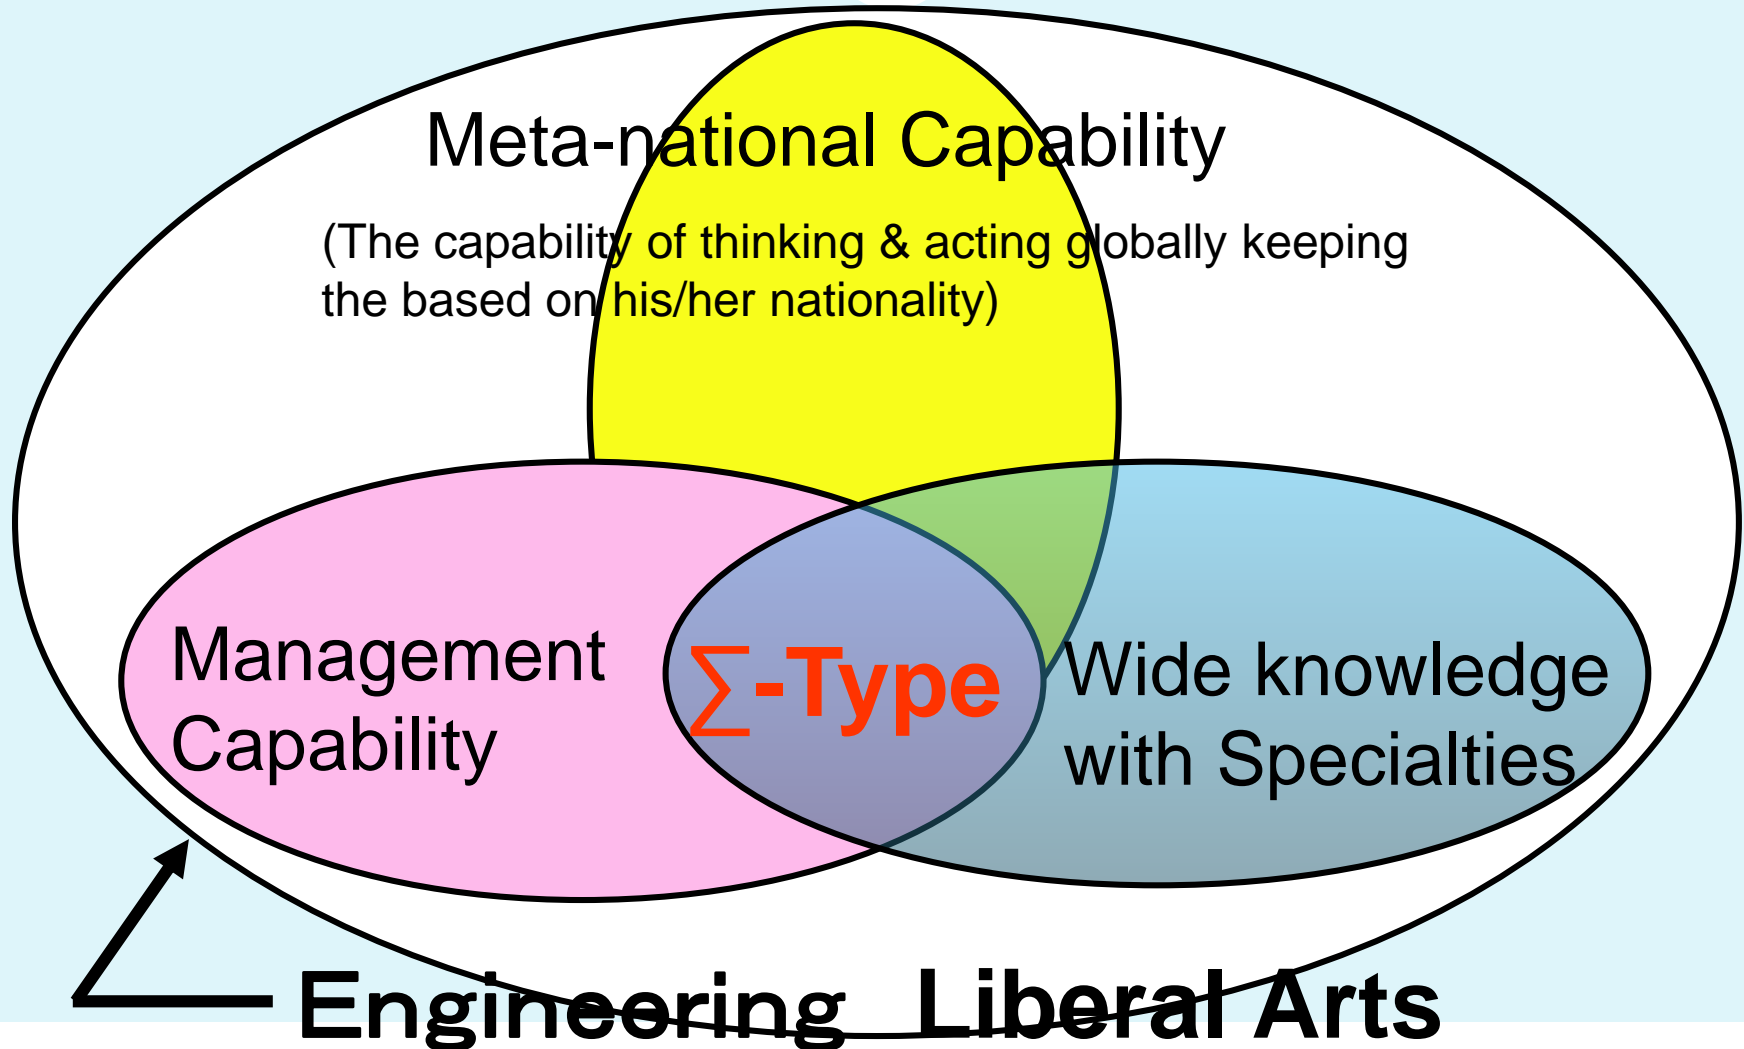 Meta-national Capability
(The capability of thinking & acting globally keeping
the based on his/her nationality)
Management
Capability
∑-Type
Wide knowledge
with Specialties
Engineering Liberal Arts